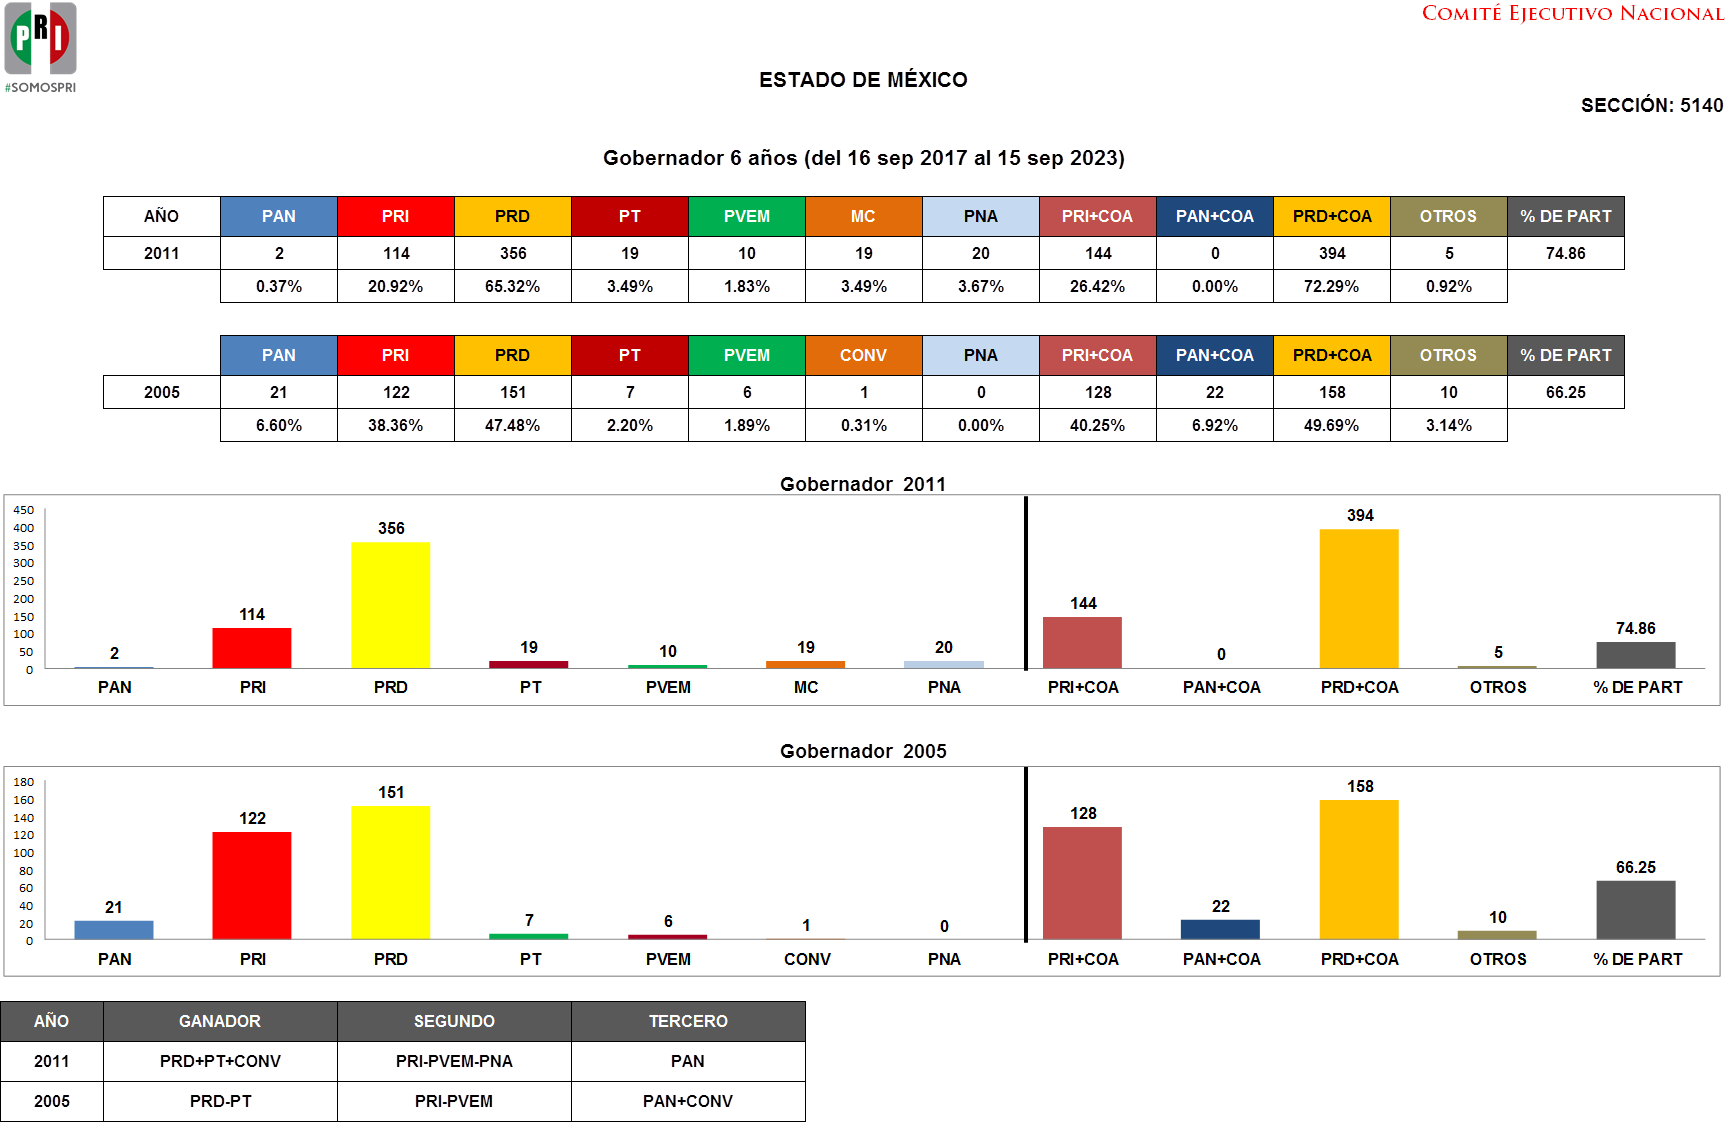 PRI
#SOMOSPRI
COMITÉ EJECUTIVO NACIONAL
ESTADO DE MÉXICO
SECCIÓN: 5140
Gobernador 6 años (del 16 sep 2017 al 15 sep 2023)
AÑO PAN PRI PRD PT PVEM MC PNA PRI+COA PAN+COA PRD+COA OTROS % DE PART
2011 2 114 356 19 10 19 20 144 0 394 5 74.86
0.37% 20.92% 65.32% 3.49% 1.83% 3.49% 3.67% 26.42% 0.00% 72.29% 0.92%
PAN PRI PRD PT PVEM CONV PNA PRI+COA PAN+COA PRD+COA OTROS % DE PART
2005 21 122 151 7 6 1 0 128 22 158 10 66.25
6.60% 38.36% 47.48% 2.20% 1.89% 0.31% 0.00% 40.25% 6.92% 49.69% 3.14%
Gobernador 2011
450
400
350
300
250
200
150
100
50
0
2 114 356 19 10 19 20 144 0 394 5 74.86
PAN PRI PRD PT PVEM MC PNA PRI+COA PAN+COA PRD+COA OTROS % DE PART
Gobernador 2005
180
160
140
120
100
80
60
40
20
0
21 122 151 7 6 1 0 128 22 158 10 66.25
PAN PRI PRD PT PVEM CONV PNA PRI+COA PAN+COA PRD+COA OTROS % DE PART
AÑO GANADOR SEGUNDO TERCERO
2011 PRD+PT+CONV PRI-PVEM-PNA PAN
2005 PRD-PT PRI-PVEM PAN+CONV